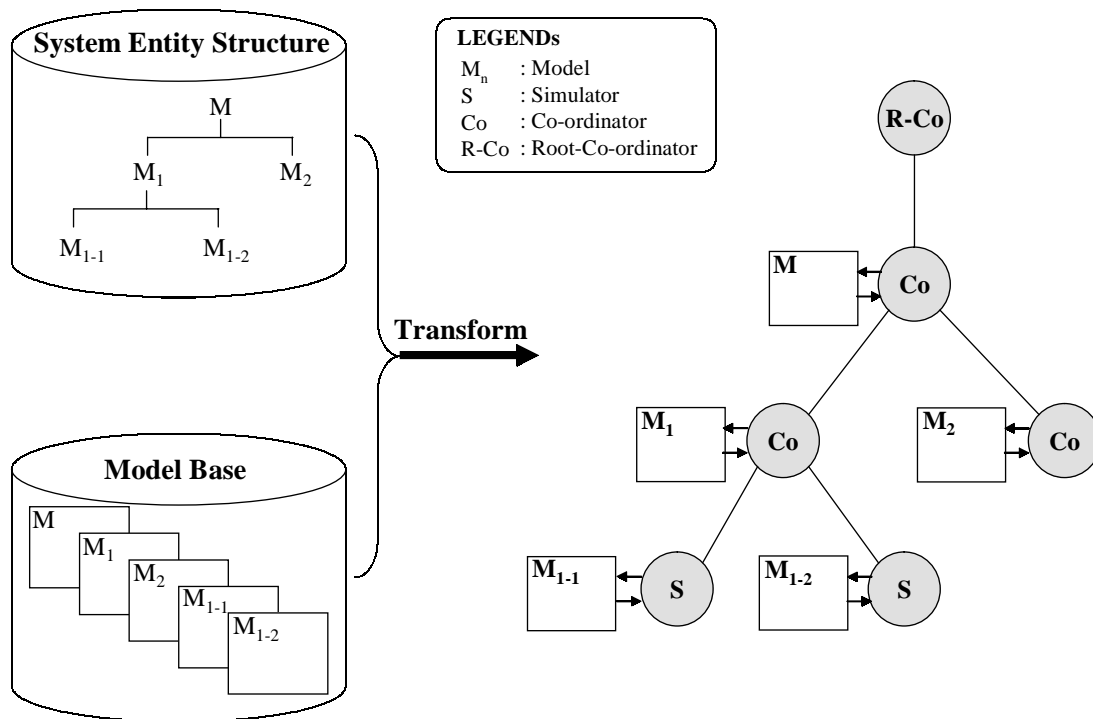 System Entity Structure
M
M₁ M₂
M₁₋₁ M₁₋₂
LEGENDs
Mₙ : Model
S : Simulator
Co : Co-ordinator
R-Co : Root-Co-ordinator
Transform
Model Base
M
M₁
M₂
M₁₋₁
M₁₋₂
R-Co
M
Co
M₁
Co
M₂
Co
M₁₋₁
S
M₁₋₂
S